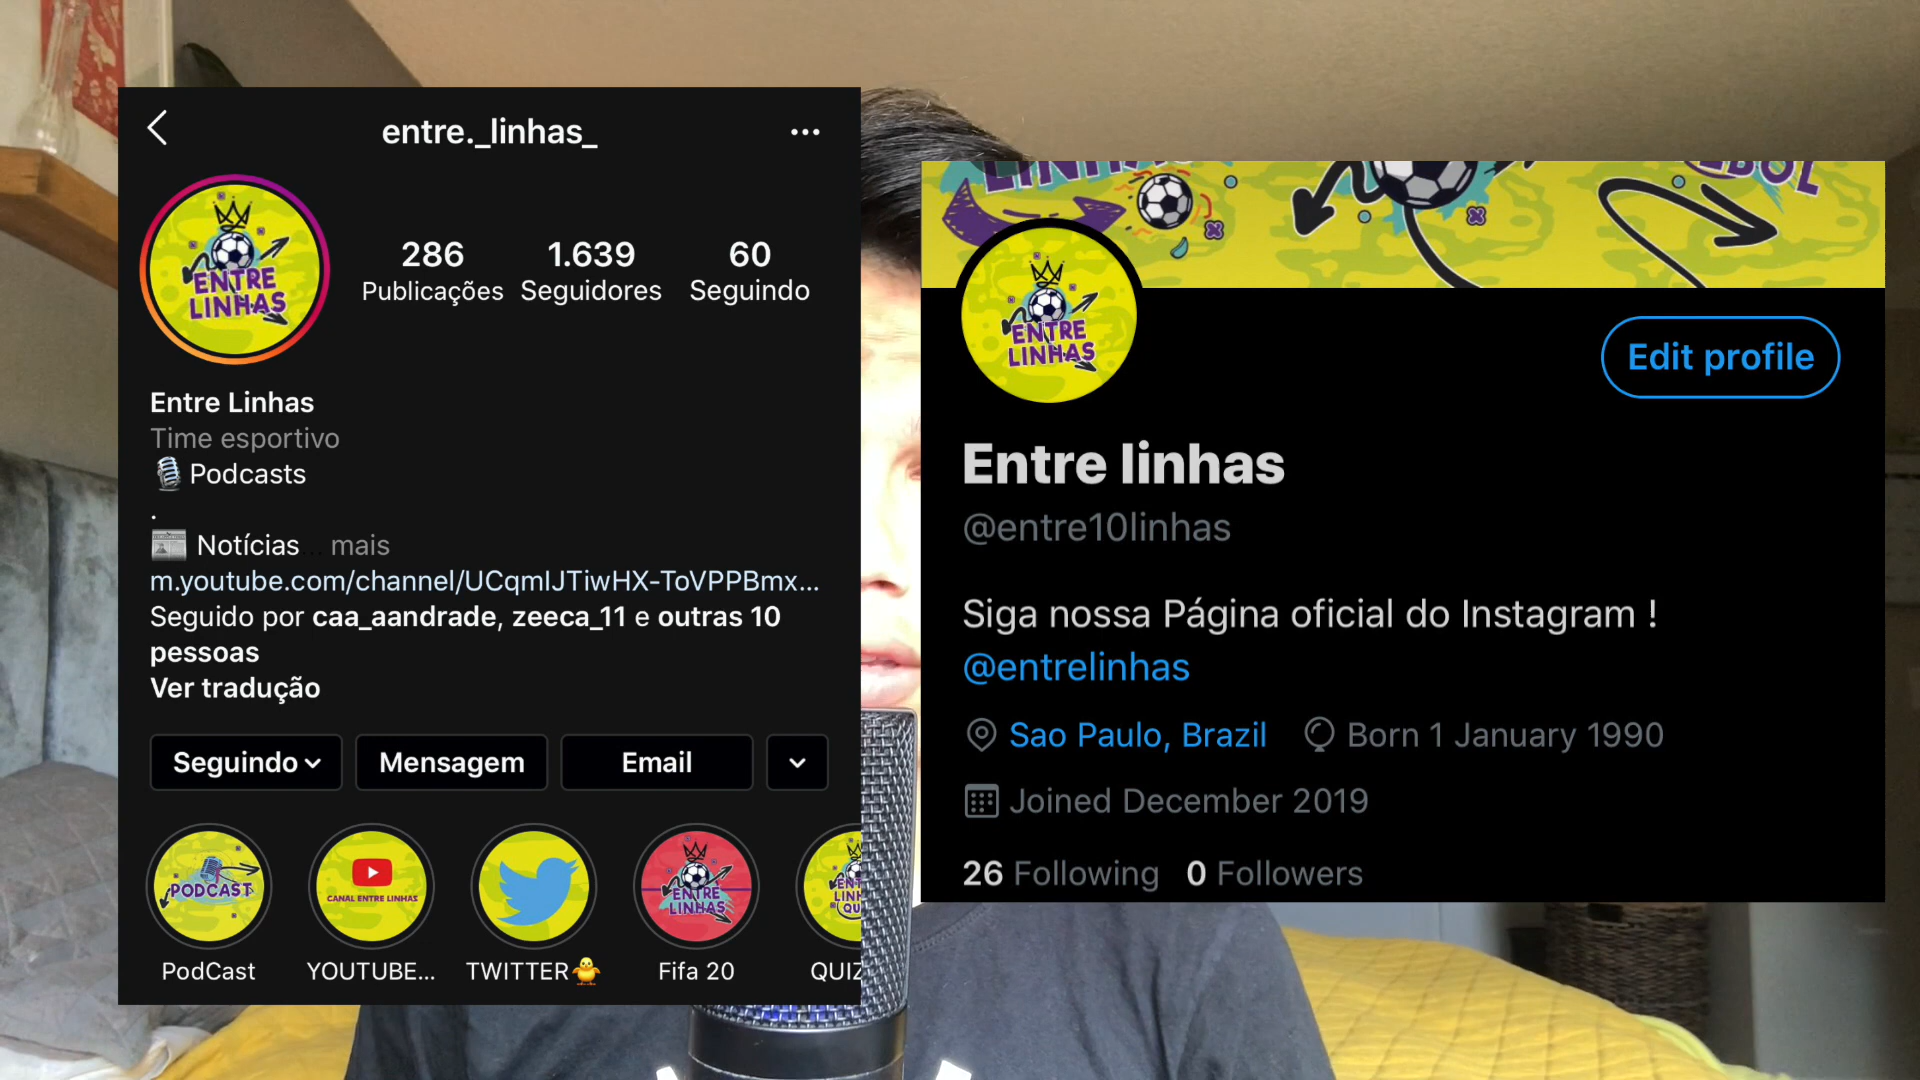 entre._linhas_
ENTRE
LINHAS
286
1.639
60
Publicações
Seguidores
Seguindo
Entre Linhas
Time esportivo
Podcasts
.
Notícias ... mais
m.youtube.com/channel/UCqmIJTiwHX-ToVPPBmx...
Seguido por caa_aandrade, zeeca_11 e outras 10
pessoas
Ver tradução
Seguindo
Mensagem
Email
PODCAST
CANAL ENTRE LINHAS
ENTRE
LINHAS
PodCast
YOUTUBE...
TWITTER
Fifa 20
QUIZ
LINHAS
ENTRE
LINHAS
Edit profile
Entre linhas
@entre10linhas
Siga nossa Página oficial do Instagram !
@entrelinhas
Sao Paulo, Brazil
Born 1 January 1990
Joined December 2019
26 Following 0 Followers